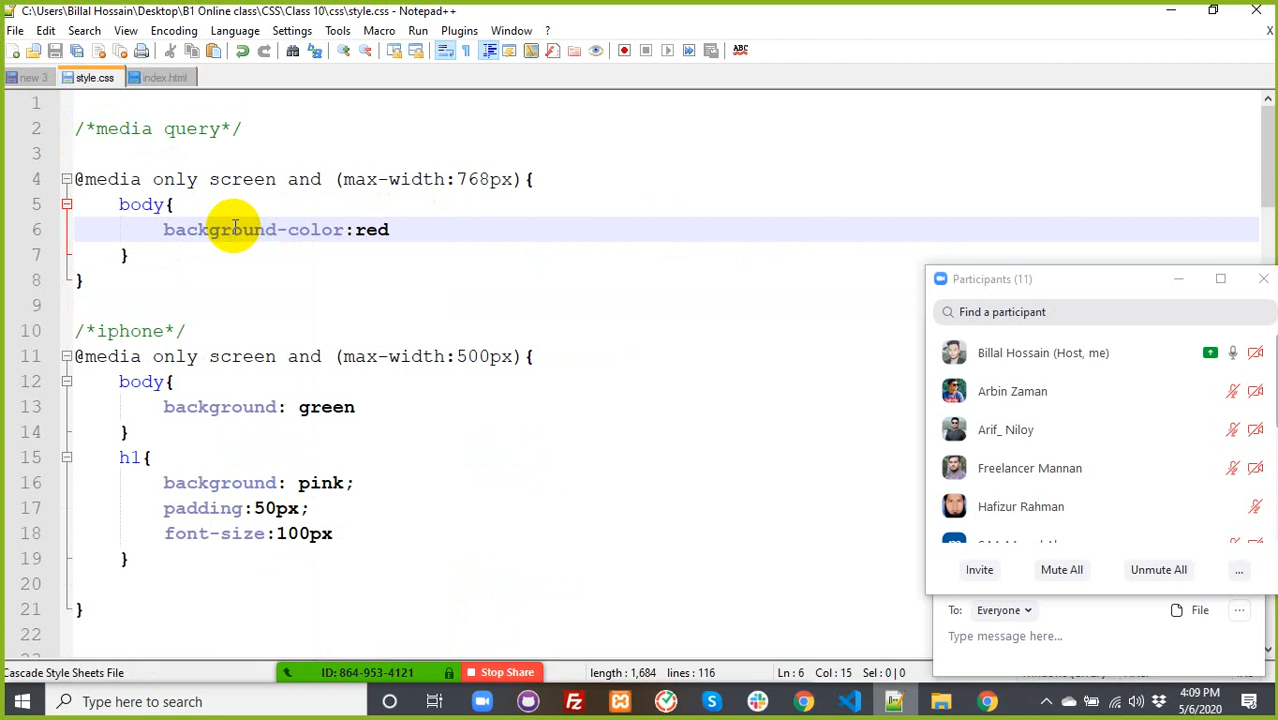 C:\Users\Billal Hossain\Desktop\B1 Online class\CSS\Class 10\css\style.css - Notepad++
File Edit Search View Encoding Language Settings Tools Macro Run Plugins Window ? X
ABC
new 3 style.css index.html
1
2 /*media query*/
3
4 @media only screen and (max-width:768px){
5 body{
6 background-color:red
7 }
8 }
9
10 /*iphone*/
11 @media only screen and (max-width:500px){
12 body{
13 background: green
14 }
15 h1{
16 background: pink;
17 padding:50px;
18 font-size:100px
19 }
20
21 }
22
Participants (11)
Find a participant
Billal Hossain (Host, me)
Arbin Zaman
Arif_ Niloy
Freelancer Mannan
Hafizur Rahman
Invite Mute All Unmute All ...
To: Everyone File ...
Type message here...
Cascade Style Sheets File ID: 864-953-4121 Stop Share length : 1,684 lines : 116 Ln : 6 Col : 15 Sel : 0 | 0
Type here to search 4:09 PM
5/6/2020